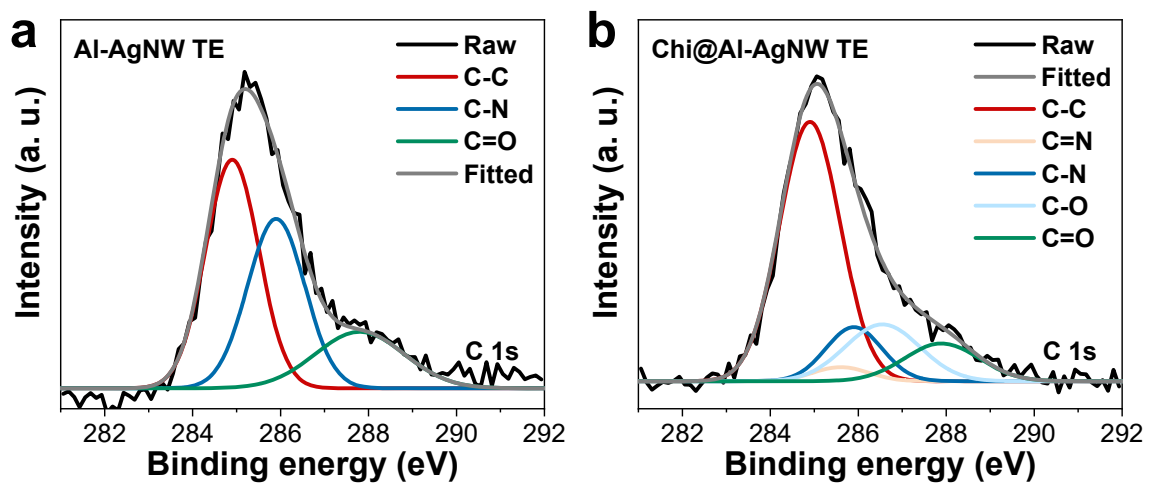 a
Al-AgNW TE
Raw
C-C
C-N
C=O
Fitted
C 1s
Intensity (a. u.)
282 284 286 288 290 292
Binding energy (eV)
b
Chi@Al-AgNW TE
Raw
Fitted
C-C
C=N
C-N
C-O
C=O
C 1s
Intensity (a. u.)
282 284 286 288 290 292
Binding energy (eV)